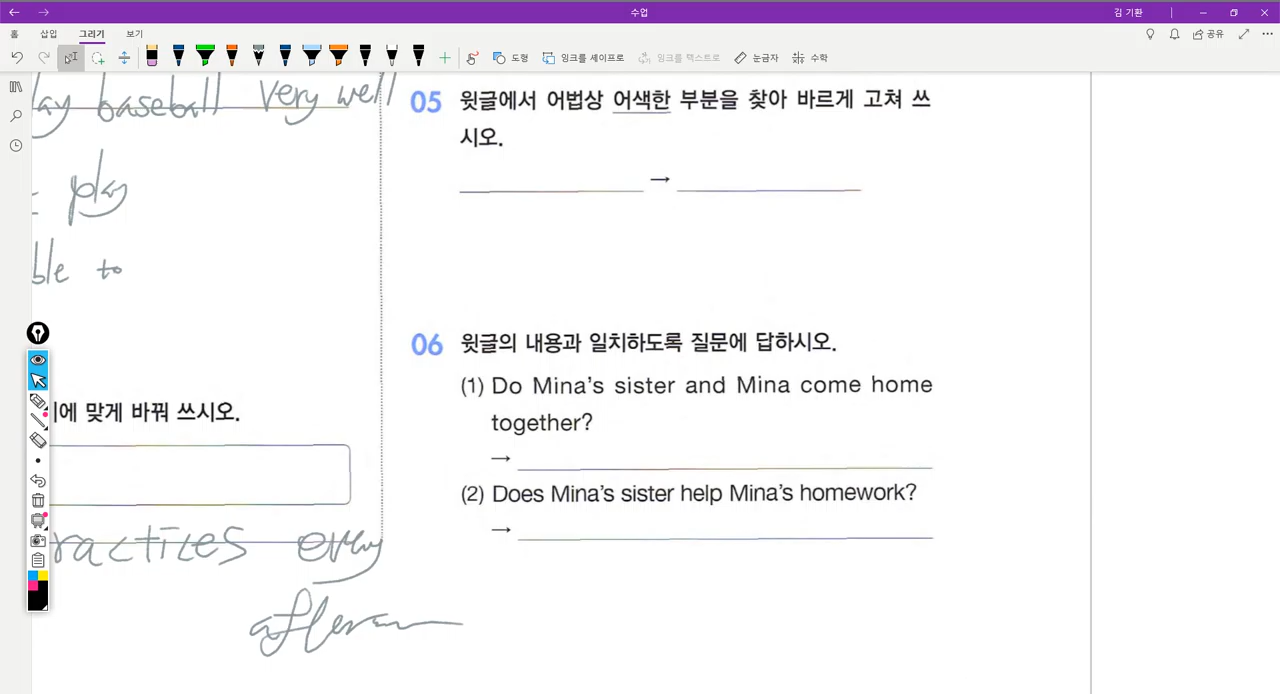 수업
김 기환
홈 삽입 그리기 보기
공유
도형 잉크를 셰이프로 잉크를 텍스트로 눈금자 수학
lay baseball very well
play
ble to
에 맞게 바꿔 쓰시오.
ractices every
05 윗글에서 어법상 어색한 부분을 찾아 바르게 고쳐 쓰
시오.
→
06 윗글의 내용과 일치하도록 질문에 답하시오.
(1) Do Mina's sister and Mina come home
together?
→
(2) Does Mina's sister help Mina's homework?
→